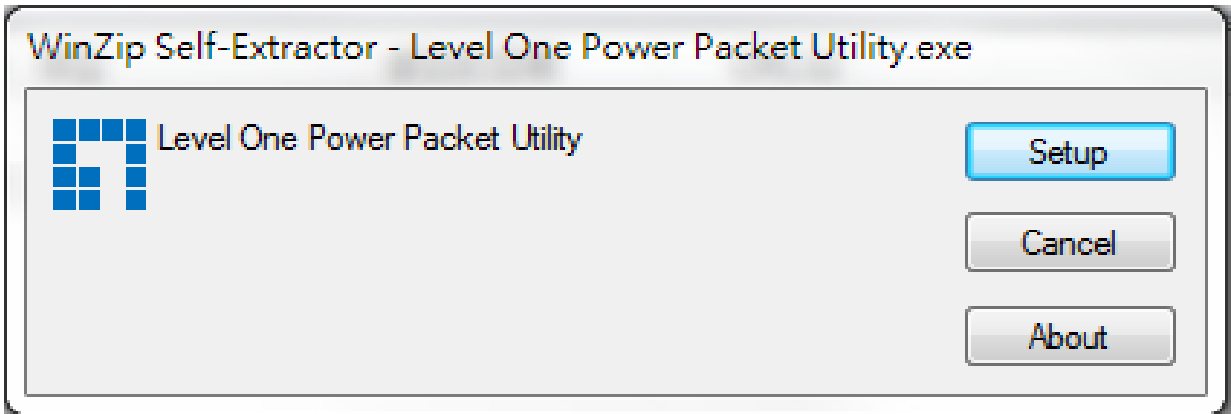 WinZip Self-Extractor - Level One Power Packet Utility.exe
Level One Power Packet Utility
Setup
Cancel
About